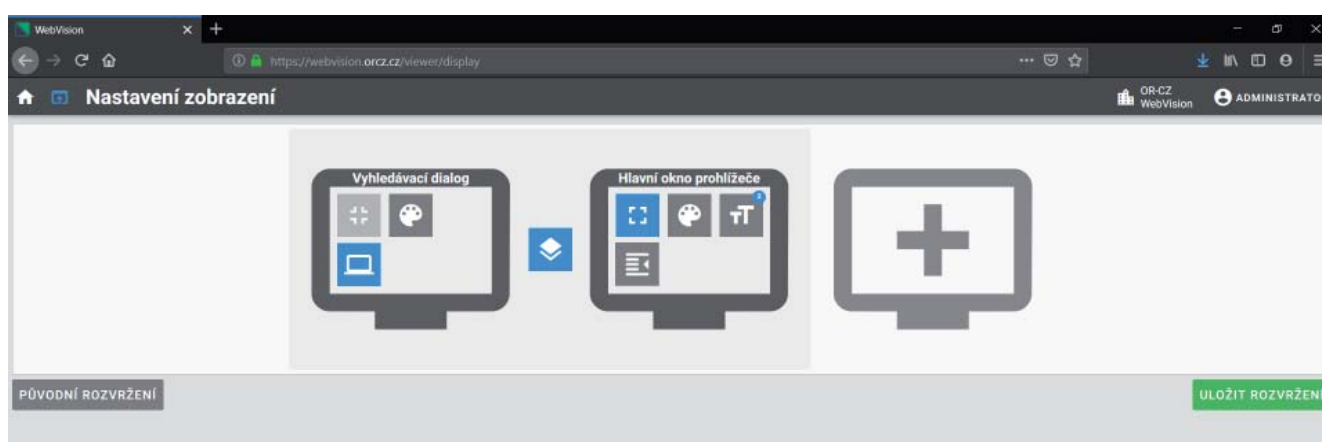 WebVision
https://webvision.orcz.cz/viewer/display
Nastavení zobrazení
OR-CZ
WebVision
ADMINISTRATO
Vyhledávací dialog
Hlavní okno prohlížeče
PŮVODNÍ ROZVRŽENÍ
ULOŽIT ROZVRŽENÍ